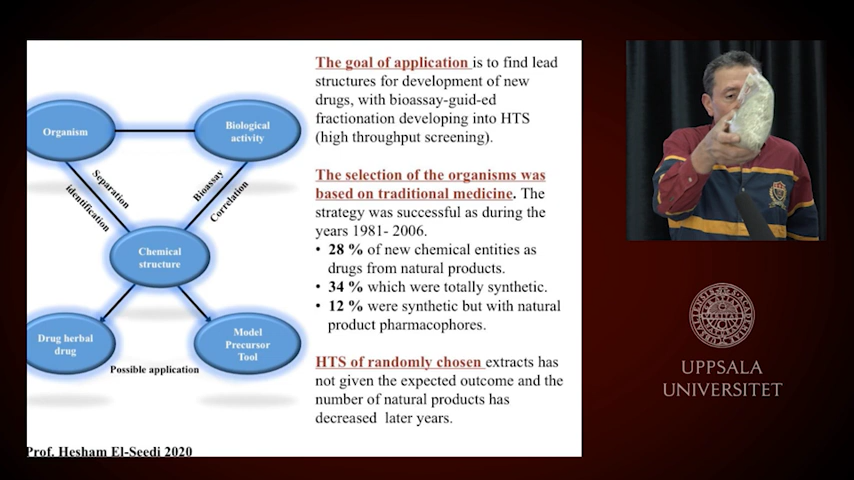 Organism
Biological
activity
Separation
identification
Bioassay
Correlation
Chemical
structure
Drug herbal
drug
Model
Precursor
Tool
Possible application
Prof. Hesham El-Seedi 2020
The goal of application is to find lead
structures for development of new
drugs, with bioassay-guid-ed
fractionation developing into HTS
(high throughput screening).
The selection of the organisms was
based on traditional medicine. The
strategy was successful as during the
years 1981- 2006.
• 28 % of new chemical entities as
drugs from natural products.
• 34 % which were totally synthetic.
• 12 % were synthetic but with natural
product pharmacophores.
HTS of randomly chosen extracts has
not given the expected outcome and the
number of natural products has
decreased later years.
UPPSALA
UNIVERSITET